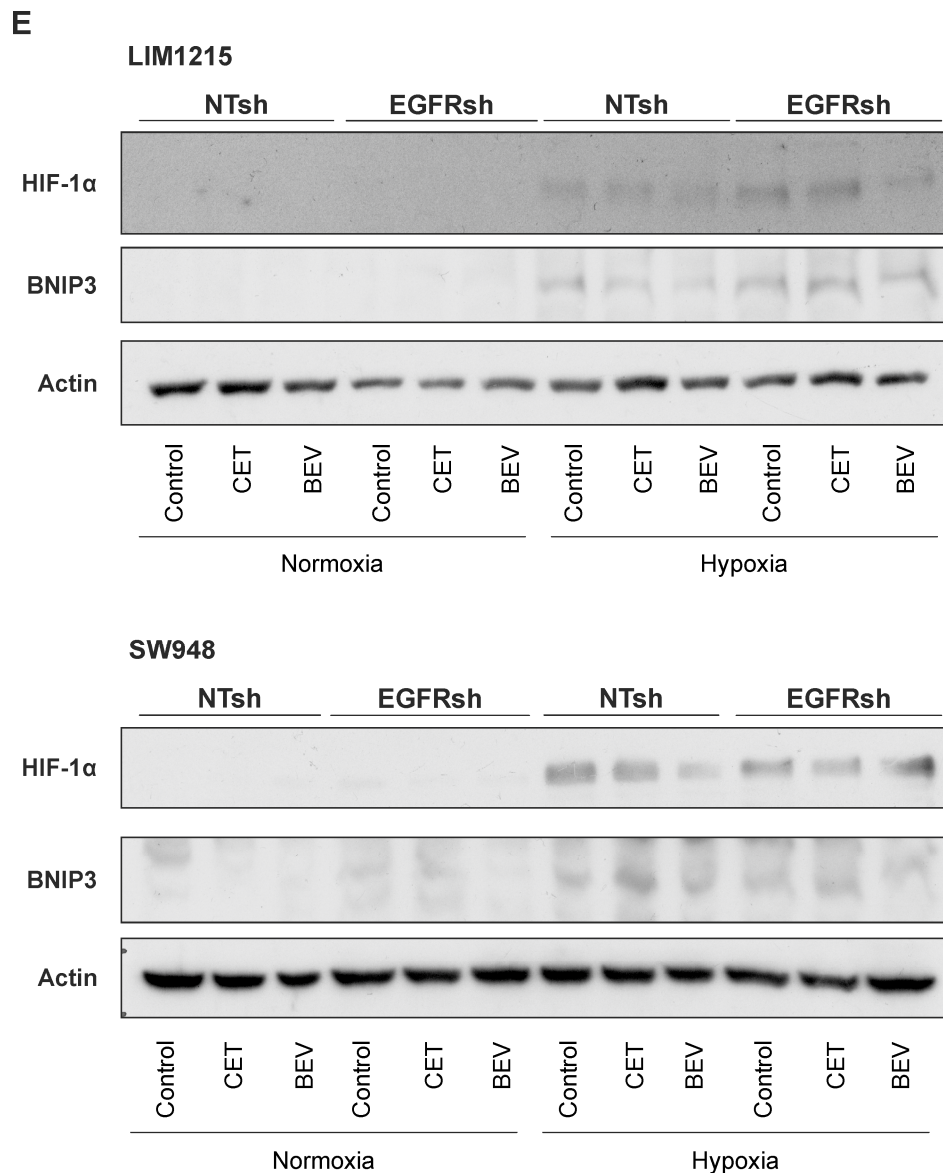 E
LIM1215
NTsh EGFRsh NTsh EGFRsh
HIF-1α
BNIP3
Actin
Control CET BEV Control CET BEV Control CET BEV Control CET BEV
Normoxia Hypoxia
SW948
NTsh EGFRsh NTsh EGFRsh
HIF-1α
BNIP3
Actin
Control CET BEV Control CET BEV Control CET BEV Control CET BEV
Normoxia Hypoxia